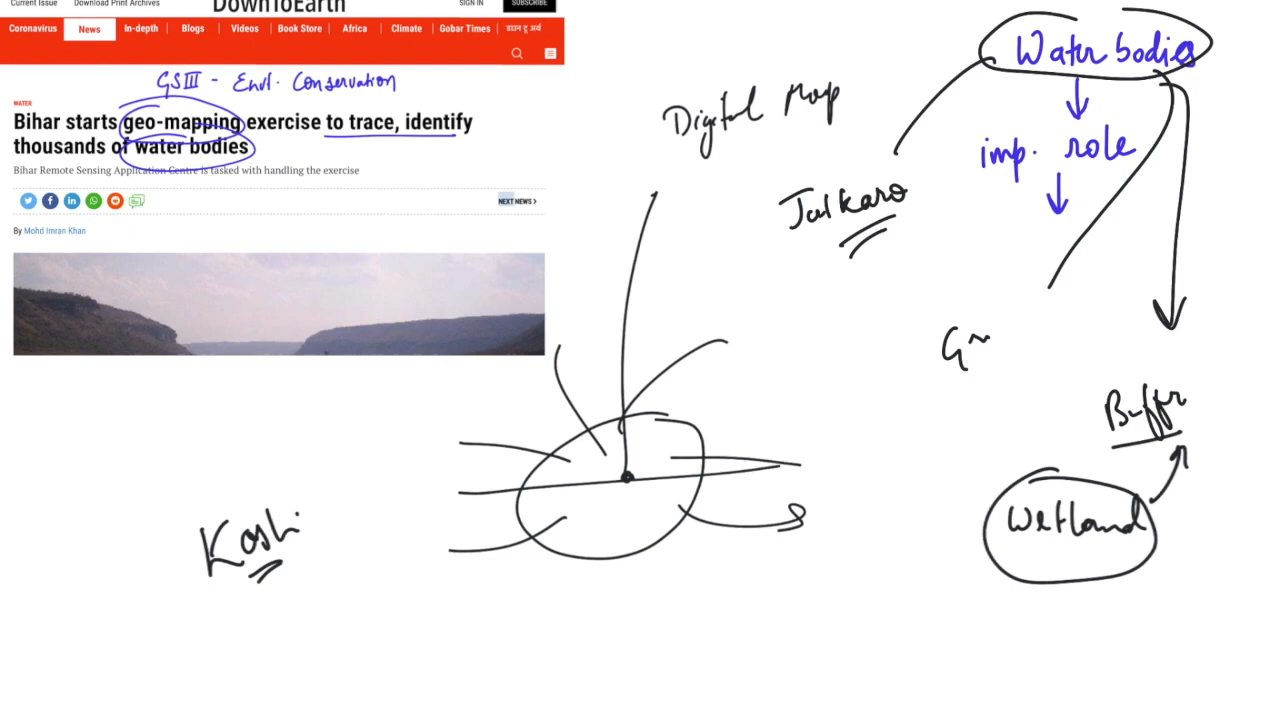 Current Issue Download Print Archives
DownToEarth
SIGN IN
SUBSCRIBE
Coronavirus News In-depth Blogs Videos Book Store Africa Climate Gobar Times डाउन टू अर्थ
GSIII - Envt. Conservation
WATER
Bihar starts geo-mapping exercise to trace, identify
thousands of water bodies
Bihar Remote Sensing Application Centre is tasked with handling the exercise
NEXT NEWS >
By Mohd Imran Khan
Water bodies
Digital Map
imp. role
Jalkaro
Buffer
Wetland
Koshi